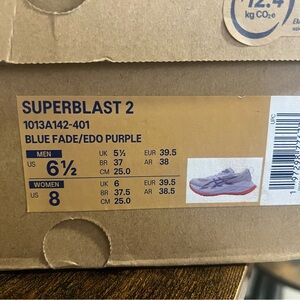 12.4
kg CO₂e
SUPERBLAST 2
1013A142-401
BLUE FADE/EDO PURPLE
MEN
US 6½
UK 5½ EUR 39.5
BR 37 AR 38
CM 25.0
WOMEN
US 8
UK 6 EUR 39.5
BR 37.5 AR 38.5
CM 25.0
UPC